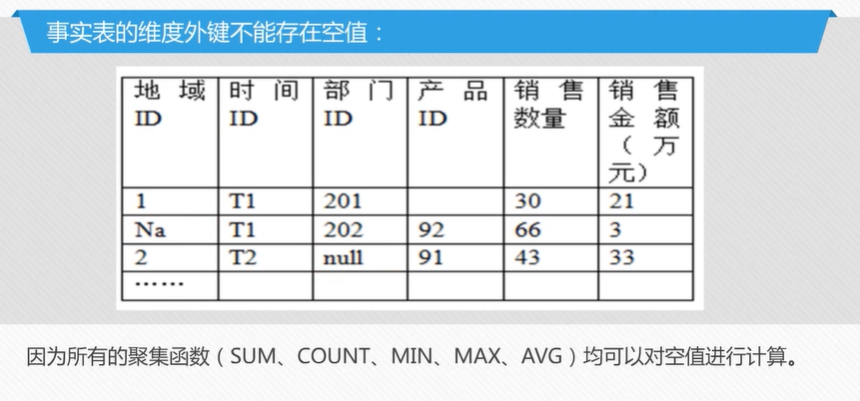 事实表的维度外键不能存在空值：
地域ID 时间ID 部门ID 产品ID 销售数量 销售金额（万元）
1 T1 201 30 21
Na T1 202 92 66 3
2 T2 null 91 43 33
……
因为所有的聚集函数（SUM、COUNT、MIN、MAX、AVG）均可以对空值进行计算。